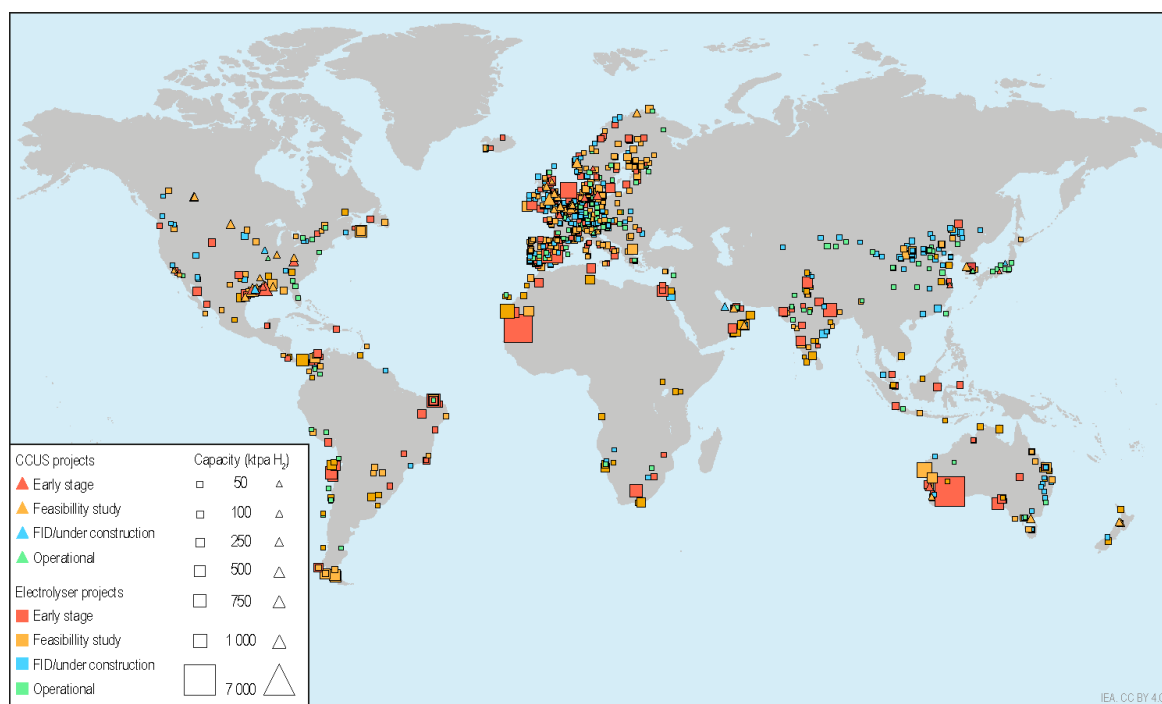 CCUS projects
Early stage
Feasibility study
FID/under construction
Operational
Electrolyser projects
Early stage
Feasibillity study
FID/under construction
Operational
Capacity (ktpa H₂)
50
100
250
500
750
1 000
7 000
IEA. CC BY 4.0